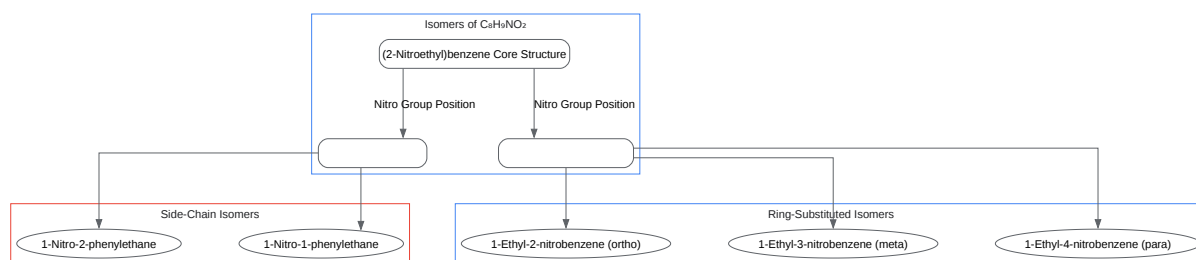 Isomers of C₈H₉NO₂
(2-Nitroethyl)benzene Core Structure
Nitro Group Position
Nitro Group Position
Side-Chain Isomers
Ring-Substituted Isomers
1-Nitro-2-phenylethane
1-Nitro-1-phenylethane
1-Ethyl-2-nitrobenzene (ortho)
1-Ethyl-3-nitrobenzene (meta)
1-Ethyl-4-nitrobenzene (para)